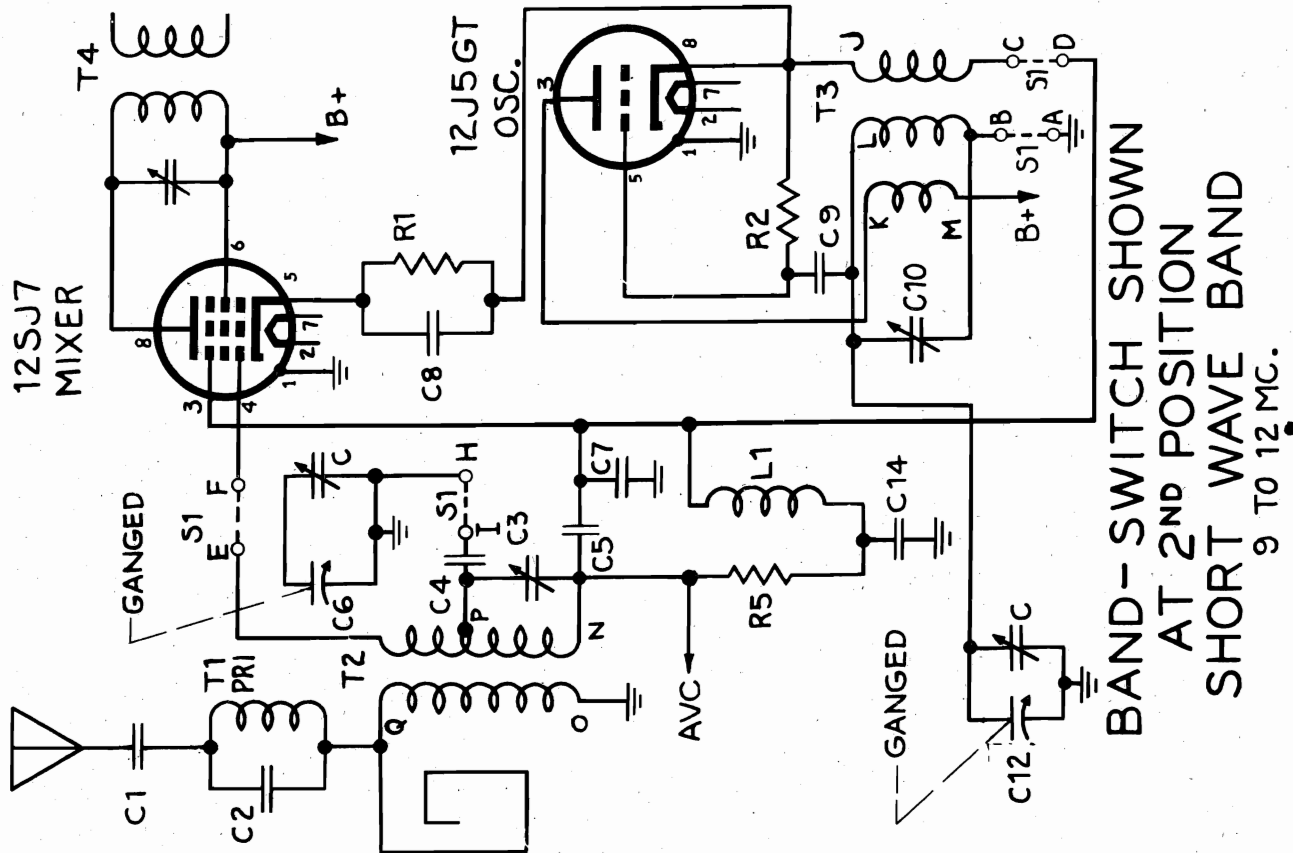 12SJ7
MIXER
T4
B+
8
3
4
6
5
1
2
7
R1
C8
12J5GT
OSC.
3
5
8
1
2
7
GANGED
S1
E
F
C
C6
H
S1
I
C4
C3
P
T2
N
C5
C7
T1
PRI
C1
C2
Q
O
L1
R5
C14
AVC
R2
C9
C10
T3
J
L
K
M
B+
B
S1
A
C
S1
D
GANGED
C12
C
BAND-SWITCH SHOWN
AT 2ND POSITION
SHORT WAVE BAND
9 TO 12 MC.